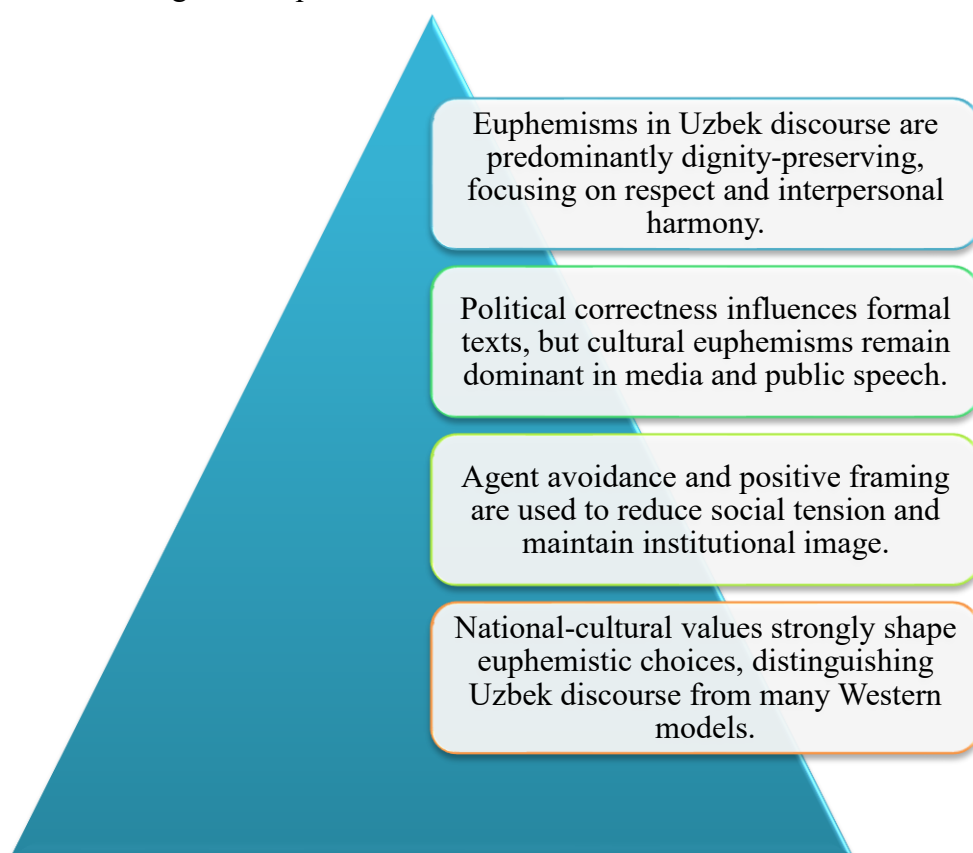 Euphemisms in Uzbek discourse are
predominantly dignity-preserving,
focusing on respect and interpersonal
harmony.
Political correctness influences formal
texts, but cultural euphemisms remain
dominant in media and public speech.
Agent avoidance and positive framing
are used to reduce social tension and
maintain institutional image.
National-cultural values strongly shape
euphemistic choices, distinguishing
Uzbek discourse from many Western
models.